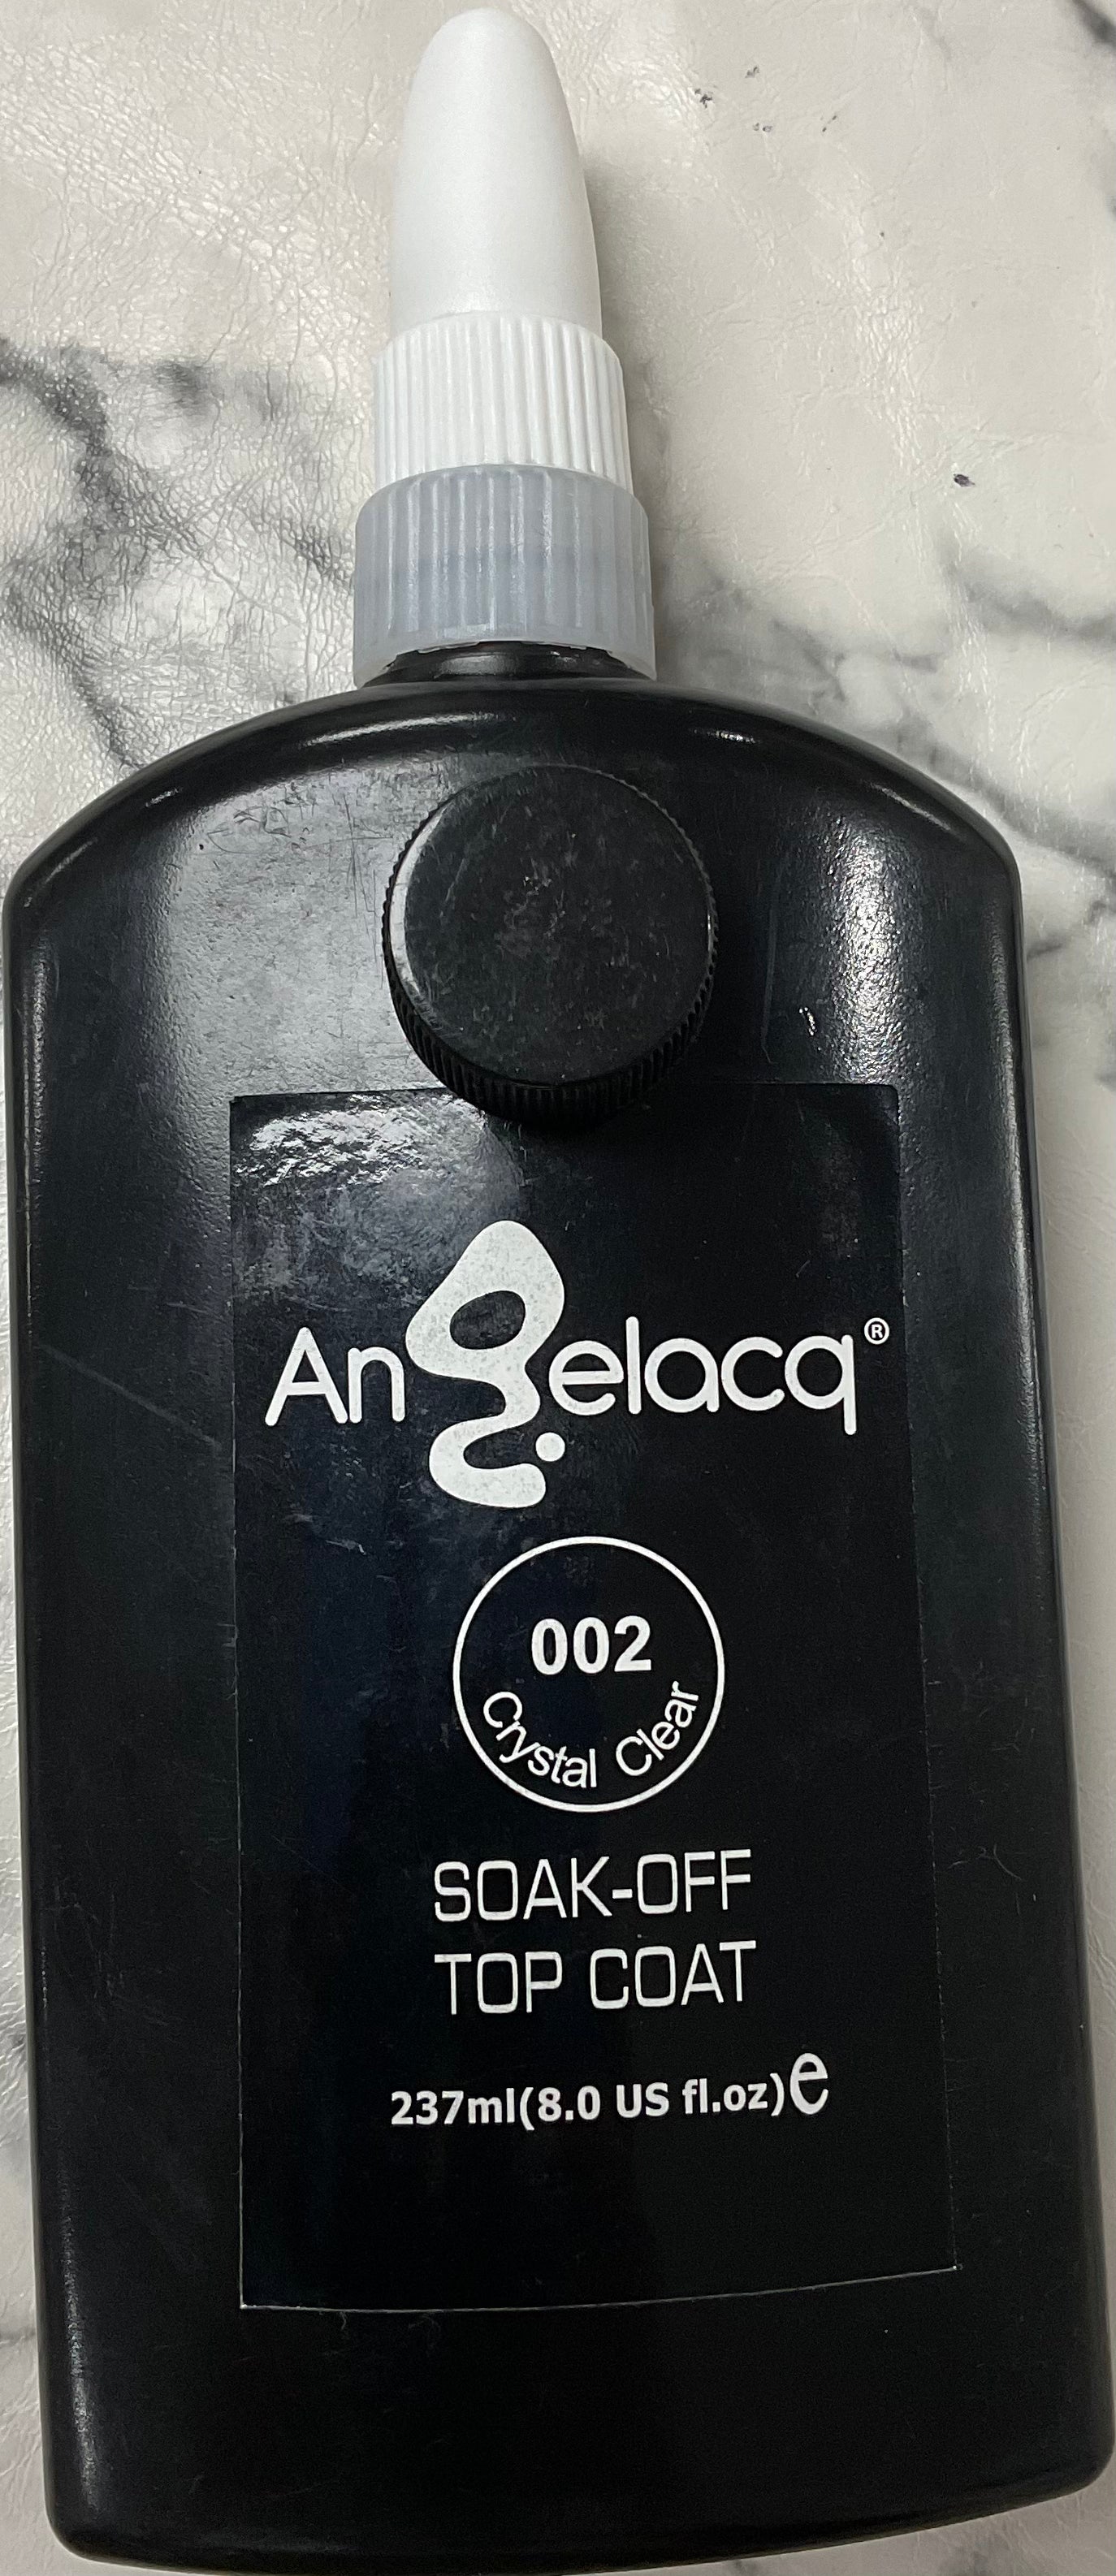 Angelacq®
002
Crystal Clear
SOAK-OFF
TOP COAT
237ml(8.0 US fl.oz)e